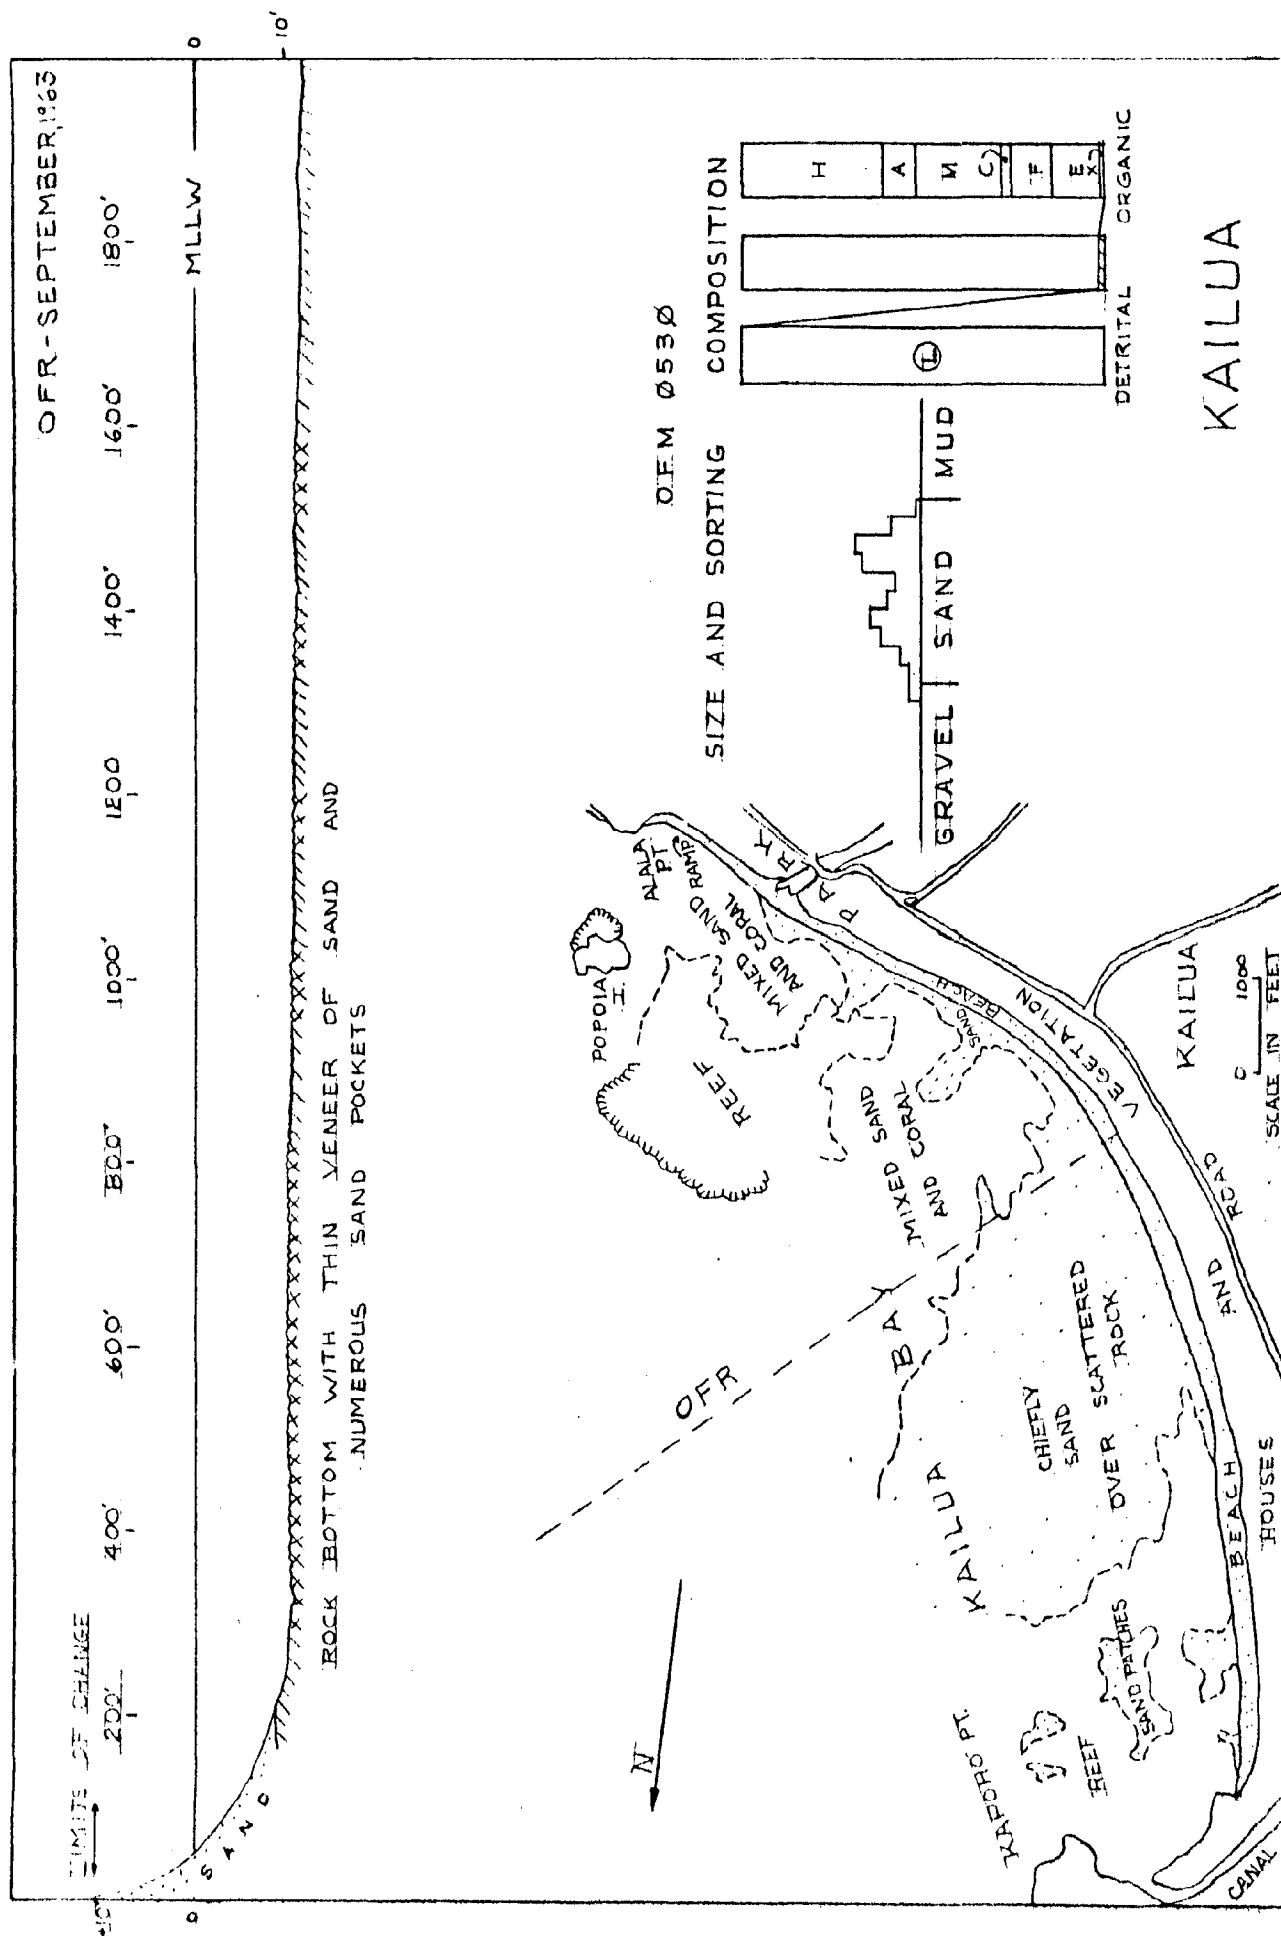 OFR-SEPTEMBER, 1963
LIMITS OF CHANGE
200' 400' 600' 800' 1000' 1200 1400' 1600' 1800'
+10'
0
MLLW
0
-10'
SAND
ROCK BOTTOM WITH THIN VENEER OF SAND AND
NUMEROUS SAND POCKETS
N
OFR
POPOIA
I.
ALALA
PT
SAND RAMP
REEF
MIXED SAND
AND CORAL
MIXED SAND
AND CORAL
SAND
BEACH
PARK
KAILUA BAY
VEGETATION
AND ROAD
CHIEFLY
SAND
OVER SCATTERED
ROCK
KAPOHO PT.
REEF
SAND PATCHES
BEACH
HOUSES
CANAL
KAILUA
0 1000
SCALE IN FEET
OFM Ø53Ø
SIZE AND SORTING
GRAVEL | SAND | MUD
COMPOSITION
L
H
A
M
C
F
E
X
DETRITAL ORGANIC
KAILUA